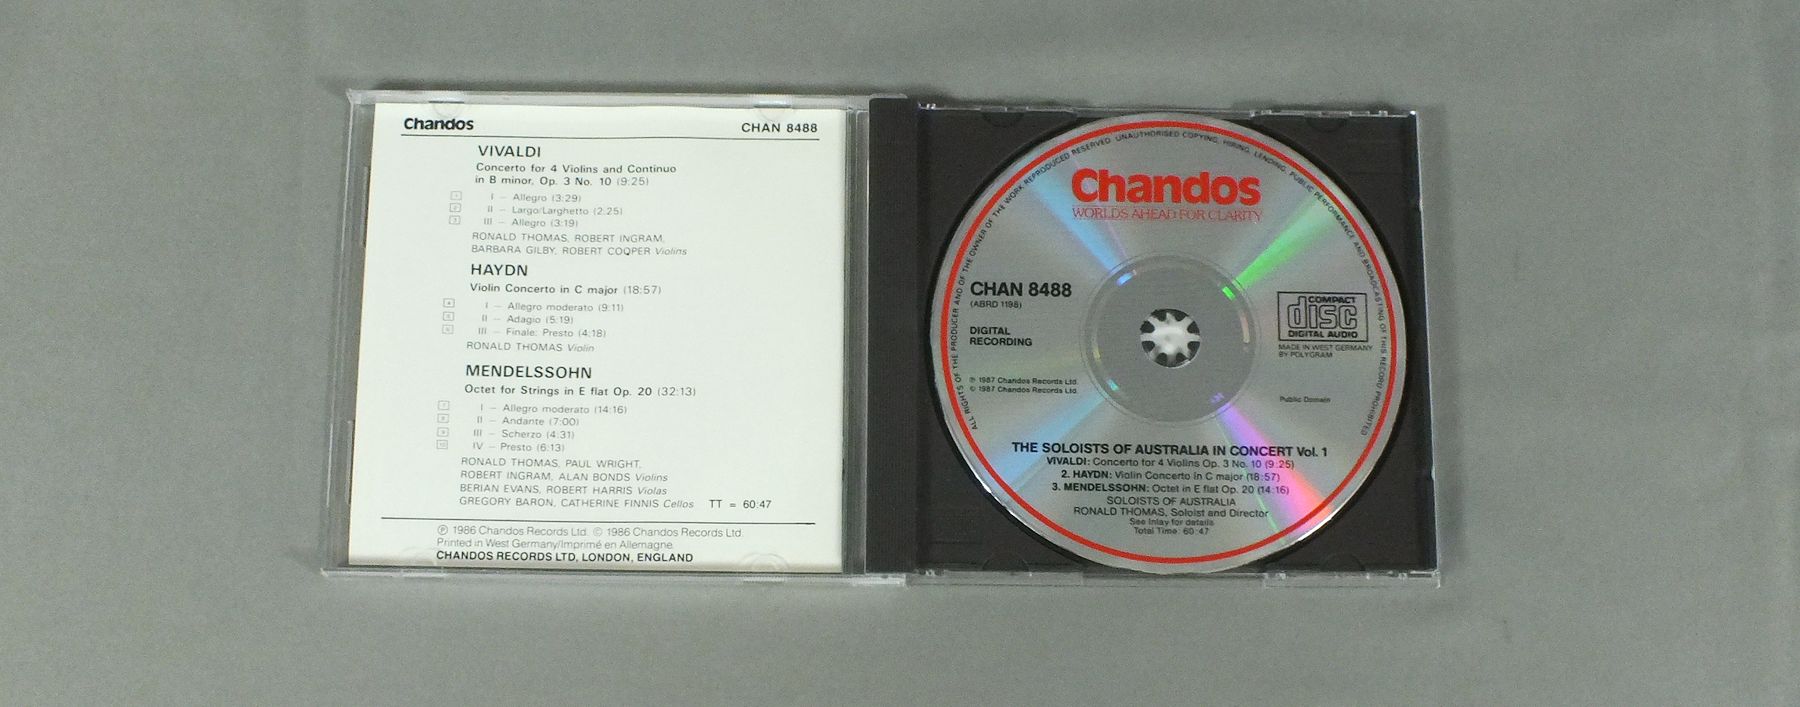 Chandos CHAN 8488
VIVALDI
Concerto for 4 Violins and Continuo
in B minor, Op. 3 No. 10 (9:25)
1 I – Allegro (3:29)
2 II – Largo/Larghetto (2:25)
3 III – Allegro (3:19)
RONALD THOMAS, ROBERT INGRAM,
BARBARA GILBY, ROBERT COOPER Violins
HAYDN
Violin Concerto in C major (18:57)
4 I – Allegro moderato (9:11)
5 II – Adagio (5:19)
6 III – Finale: Presto (4:18)
RONALD THOMAS Violin
MENDELSSOHN
Octet for Strings in E flat Op. 20 (32:13)
7 I – Allegro moderato (14:16)
8 II – Andante (7:00)
9 III – Scherzo (4:31)
10 IV – Presto (6:13)
RONALD THOMAS, PAUL WRIGHT,
ROBERT INGRAM, ALAN BONDS Violins
BERIAN EVANS, ROBERT HARRIS Violas
GREGORY BARON, CATHERINE FINNIS Cellos TT = 60:47
℗ 1986 Chandos Records Ltd. © 1986 Chandos Records Ltd.
Printed in West Germany/Imprimé en Allemagne
CHANDOS RECORDS LTD, LONDON, ENGLAND
ALL RIGHTS OF THE PRODUCER AND OF THE OWNER OF THE WORK REPRODUCED RESERVED. UNAUTHORISED COPYING, HIRING, LENDING, PUBLIC PERFORMANCE AND BROADCASTING OF THIS RECORD PROHIBITED
Chandos
WORLDS AHEAD FOR CLARITY
CHAN 8488
(ABRD 1198)
DIGITAL
RECORDING
℗ 1987 Chandos Records Ltd.
© 1987 Chandos Records Ltd.
COMPACT
disc
DIGITAL AUDIO
MADE IN WEST GERMANY
BY POLYGRAM
Public Domain
THE SOLOISTS OF AUSTRALIA IN CONCERT Vol. 1
VIVALDI: Concerto for 4 Violins Op. 3 No. 10 (9:25)
2. HAYDN: Violin Concerto in C major (18:57)
3. MENDELSSOHN: Octet in E flat Op. 20 (14:16)
SOLOISTS OF AUSTRALIA
RONALD THOMAS, Soloist and Director
See Inlay for details
Total Time: 60:47